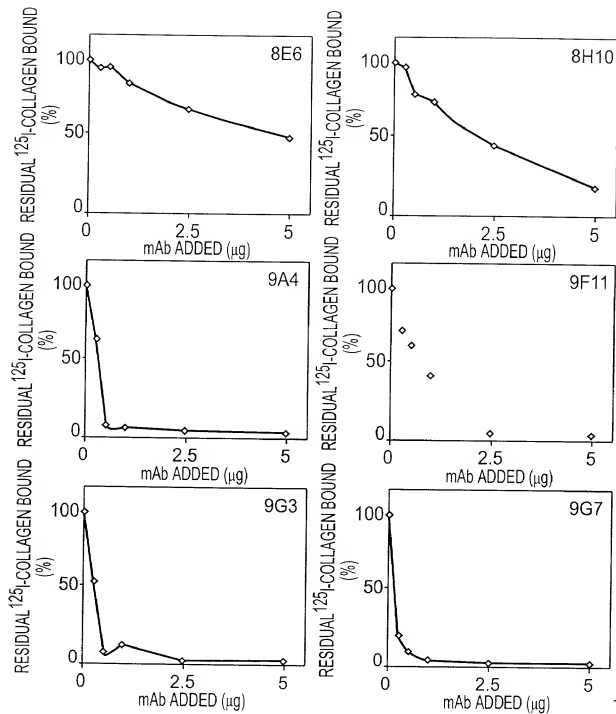 RESIDUAL ¹²⁵I-COLLAGEN BOUND
(%)
8E6
100
50
0
0 2.5 5
mAb ADDED (μg)
RESIDUAL ¹²⁵I-COLLAGEN BOUND
(%)
8H10
100
50
0
0 2.5 5
mAb ADDED (μg)
RESIDUAL ¹²⁵I-COLLAGEN BOUND
(%)
9A4
100
50
0
0 2.5 5
mAb ADDED (μg)
RESIDUAL ¹²⁵I-COLLAGEN BOUND
(%)
9F11
100
50
0
0 2.5 5
mAb ADDED (μg)
RESIDUAL ¹²⁵I-COLLAGEN BOUND
(%)
9G3
100
50
0
0 2.5 5
mAb ADDED (μg)
RESIDUAL ¹²⁵I-COLLAGEN BOUND
(%)
9G7
100
50
0
0 2.5 5
mAb ADDED (μg)